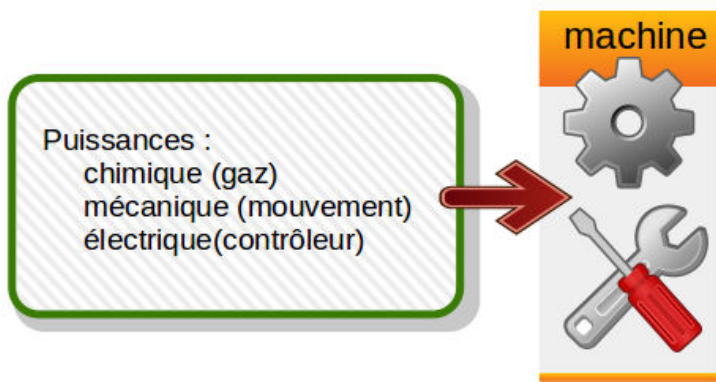 machine
Puissances :
chimique (gaz)
mécanique (mouvement)
électrique(contrôleur)